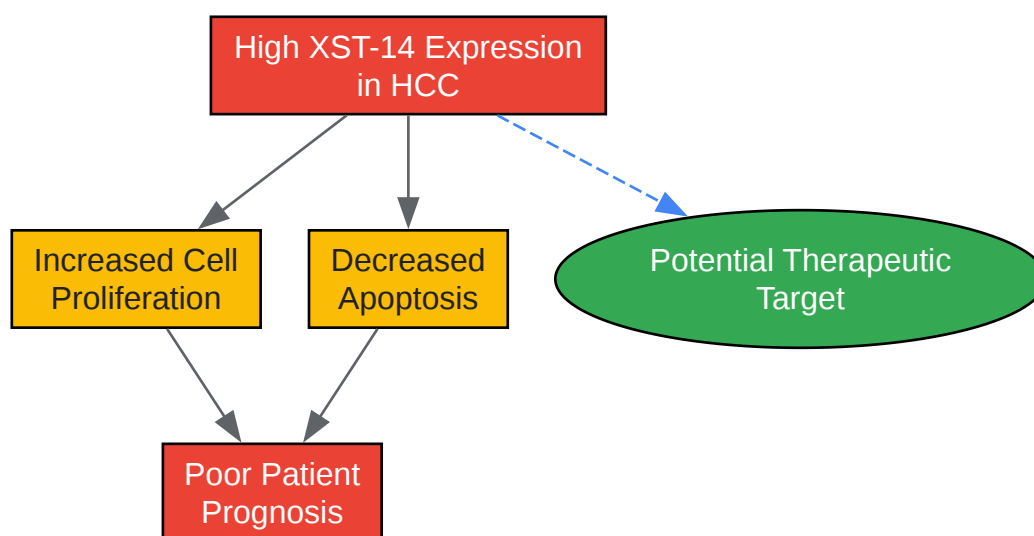 High XST-14 Expression
in HCC
Increased Cell
Proliferation
Decreased
Apoptosis
Potential Therapeutic
Target
Poor Patient
Prognosis